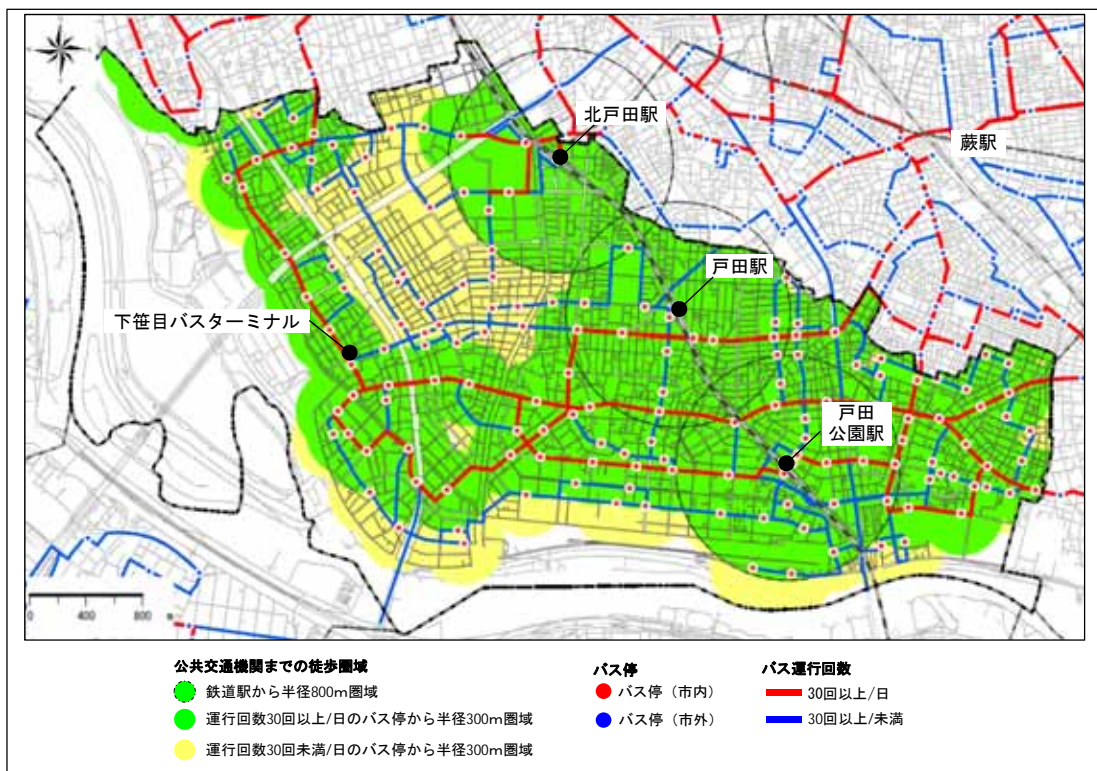 北戸田駅
蕨駅
戸田駅
下笹目バスターミナル
戸田
公園駅
0 400 800 m
公共交通機関までの徒歩圏域
鉄道駅から半径800m圏域
運行回数30回以上/日のバス停から半径300m圏域
運行回数30回未満/日のバス停から半径300m圏域
バス停
バス停（市内）
バス停（市外）
バス運行回数
30回以上/日
30回以上/未満